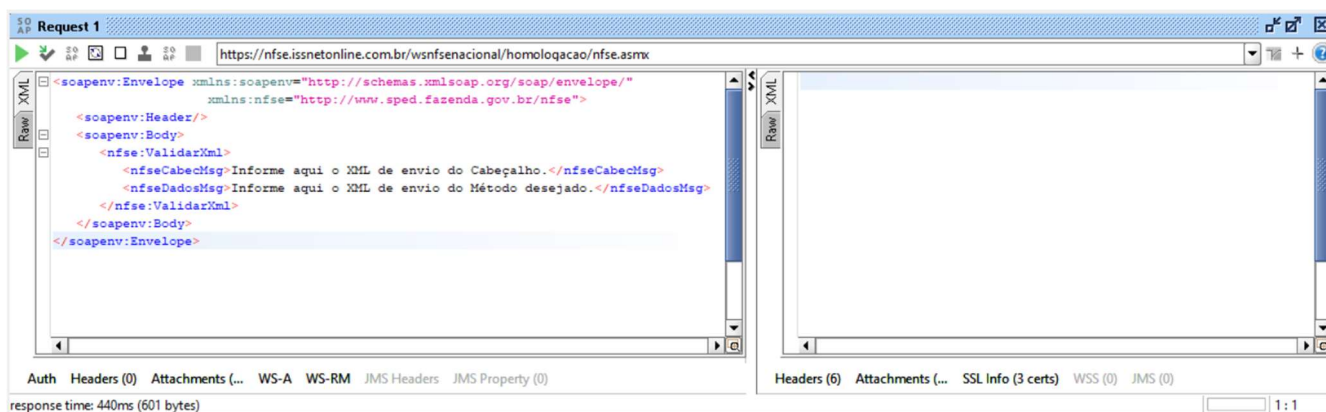 SO AP Request 1
https://nfse.issnetonline.com.br/wsnfsenacional/homologacao/nfse.asmx
XML
Raw
<soapenv:Envelope xmlns:soapenv="http://schemas.xmlsoap.org/soap/envelope/"
xmlns:nfse="http://www.sped.fazenda.gov.br/nfse">
<soapenv:Header/>
<soapenv:Body>
<nfse:ValidarXml>
<nfseCabecMsg>Informe aqui o XML de envio do Cabeçalho.</nfseCabecMsg>
<nfseDadosMsg>Informe aqui o XML de envio do Método desejado.</nfseDadosMsg>
</nfse:ValidarXml>
</soapenv:Body>
</soapenv:Envelope>
XML
Raw
Auth Headers (0) Attachments (... WS-A WS-RM JMS Headers JMS Property (0)
Headers (6) Attachments (... SSL Info (3 certs) WSS (0) JMS (0)
response time: 440ms (601 bytes)
1 : 1